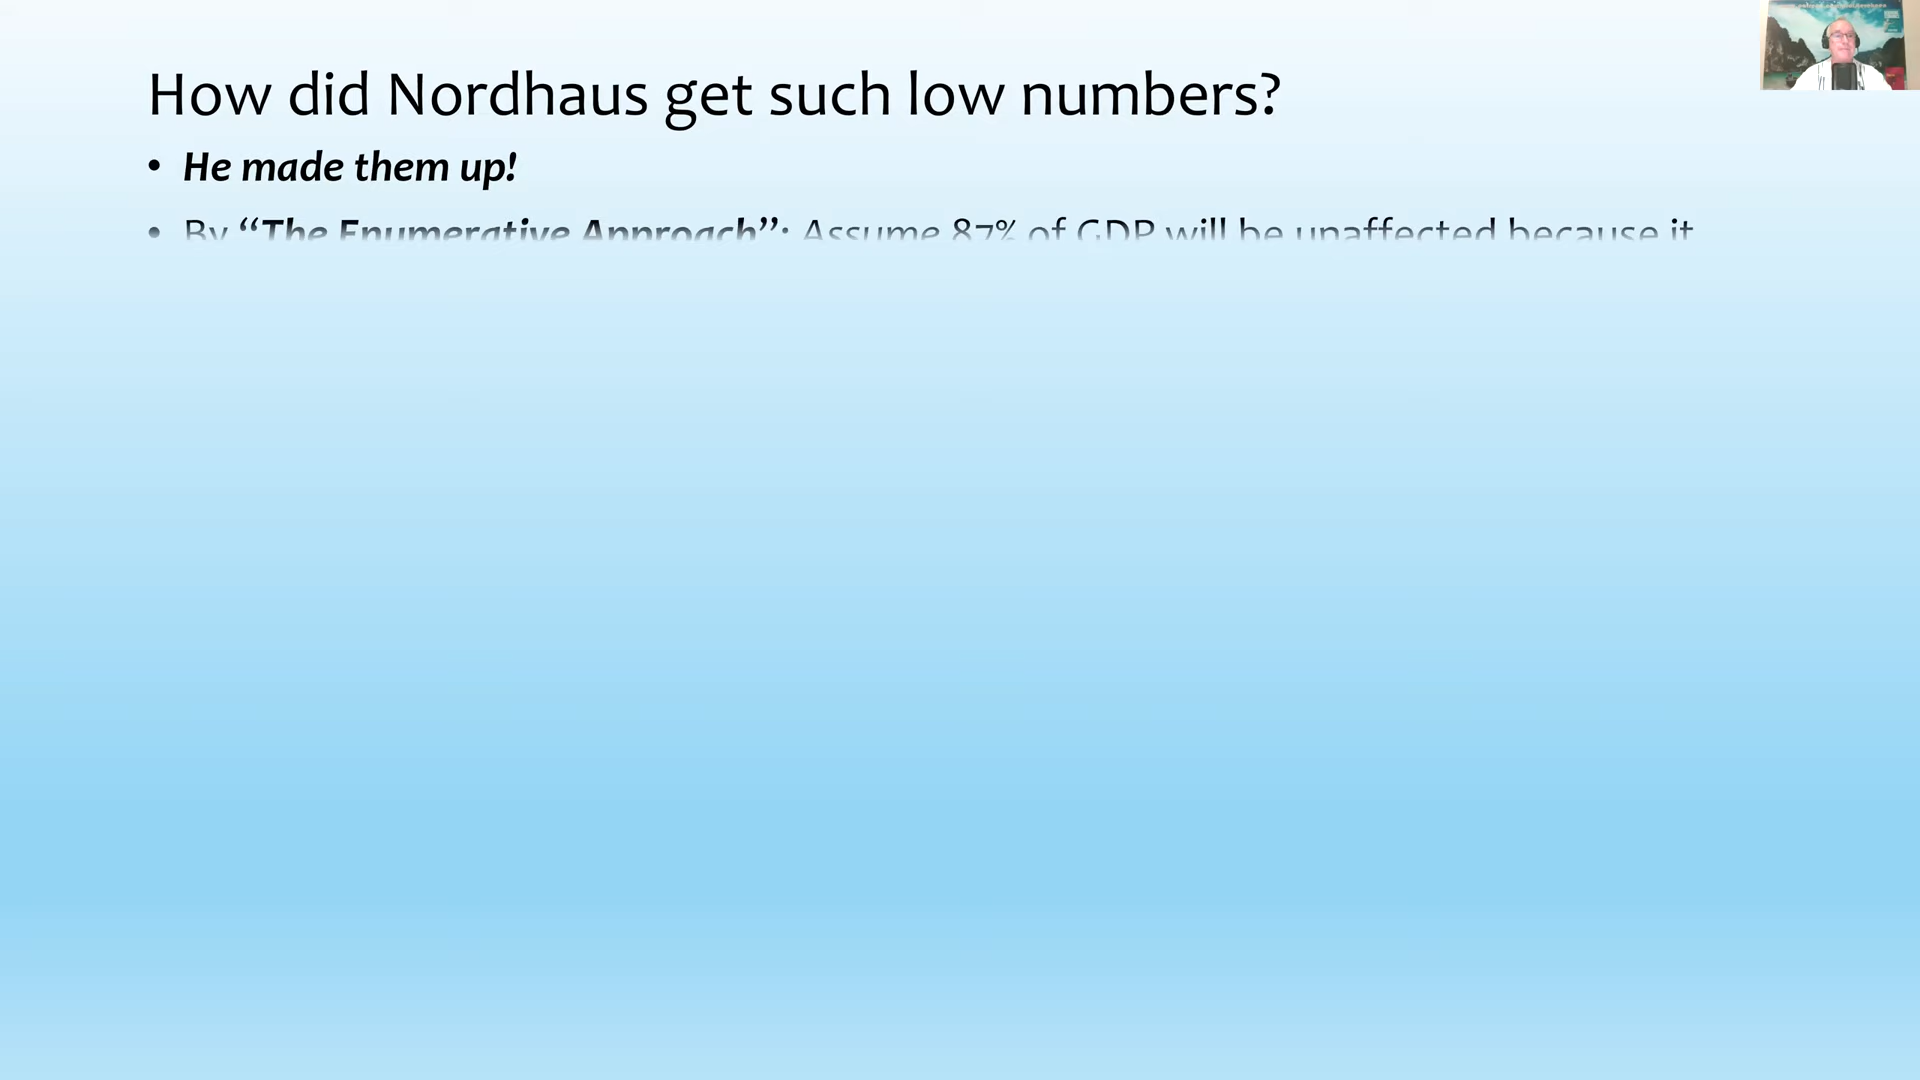 How did Nordhaus get such low numbers?
• He made them up!
• By “The Enumerative Approach”: Assume 87% of GDP will be unaffected because it